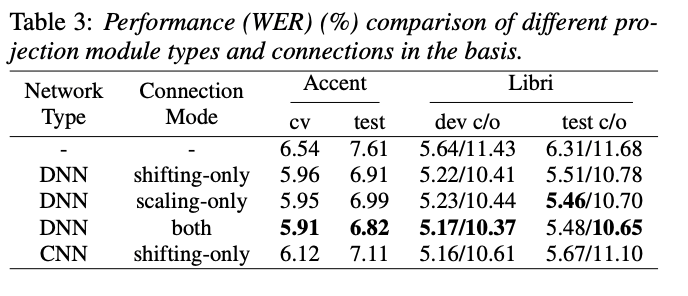 Table 3: Performance (WER) (%) comparison of different pro-
jection module types and connections in the basis.
Network Type Connection Mode Accent Libri
cv test dev c/o test c/o
- - 6.54 7.61 5.64/11.43 6.31/11.68
DNN shifting-only 5.96 6.91 5.22/10.41 5.51/10.78
DNN scaling-only 5.95 6.99 5.23/10.44 5.46/10.70
DNN both 5.91 6.82 5.17/10.37 5.48/10.65
CNN shifting-only 6.12 7.11 5.16/10.61 5.67/11.10